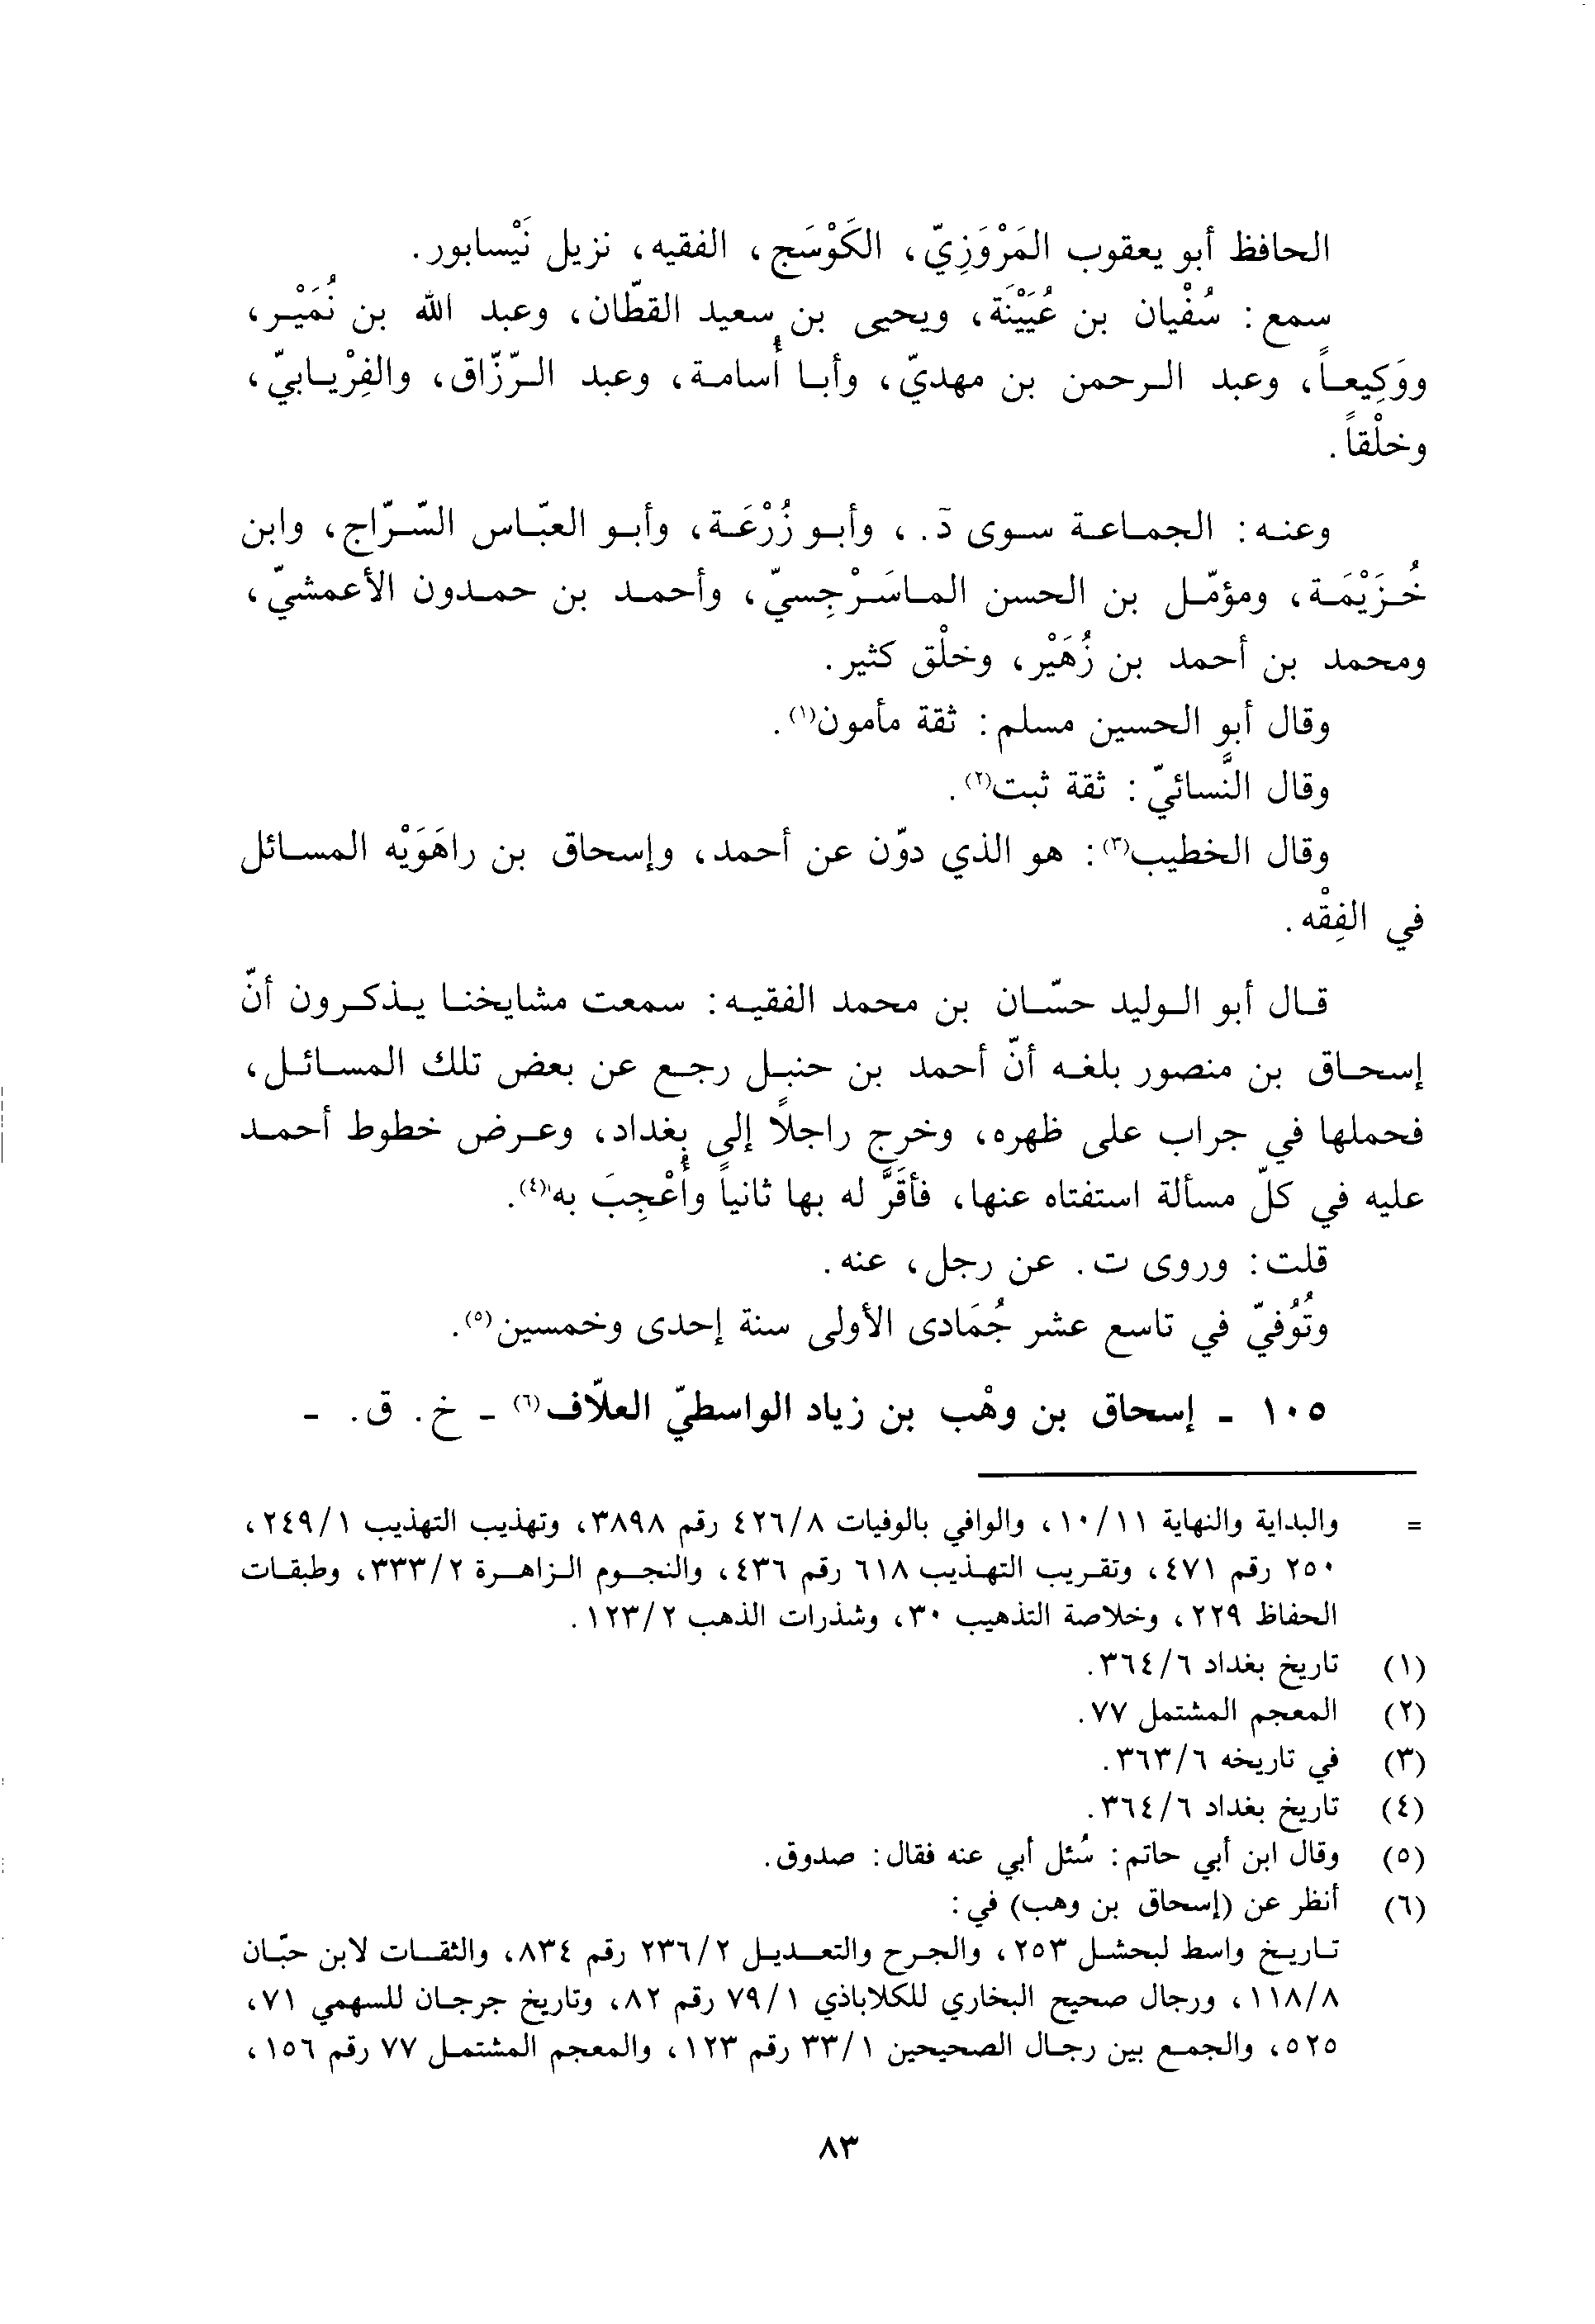 الحافظ أبو يعقوب المَرْوَزِيّ، الكَوْسَج، الفقيه، نزيل نَيْسابور.
سمع: سُفْيان بن عُيَيْنَة، ويحيى بن سعيد القطّان، وعبد الله بن نُمَيْر،
ووَكِيعاً، وعبد الرحمن بن مهديّ، وأبا أُسامة، وعبد الرّزّاق، والفِرْيابيّ،
وخلْقاً.
وعنه: الجماعة سوى دَ.، وأبو زُرْعَة، وأبو العبّاس السّرّاج، وابن
خُزَيْمَة، ومؤمّل بن الحسن الماسَرْجِسيّ، وأحمد بن حمدون الأعمشيّ،
ومحمد بن أحمد بن زُهَيْر، وخلْق كثير.
وقال أبو الحسين مسلم: ثقة مأمون(١).
وقال النَّسائيّ: ثقة ثبت(٢).
وقال الخطيب(٣): هو الذي دوّن عن أحمد، وإسحاق بن راهَوَيْه المسائل
في الفِقْه.
قال أبو الوليد حسّان بن محمد الفقيه: سمعت مشايخنا يذكرون أنّ
إسحاق بن منصور بلغه أنّ أحمد بن حنبل رجع عن بعض تلك المسائل،
فحملها في جراب على ظهره، وخرج راجلاً إلى بغداد، وعرض خطوط أحمد
عليه في كلّ مسألة استفتاه عنها، فأقَرَّ له بها ثانياً وأُعْجِبَ به(٤).
قلت: وروى ت. عن رجل، عنه.
وتُوُفيّ في تاسع عشر جُمَادى الأولى سنة إحدى وخمسين(٥).
١٠٥ - إسحاق بن وهْب بن زياد الواسطيّ العلاّف(٦) - خ. ق. -
= والبداية والنهاية ١٠/١١، والوافي بالوفيات ٤٢٦/٨ رقم ٣٨٩٨، وتهذيب التهذيب ٢٤٩/١،
٢٥٠ رقم ٤٧١، وتقريب التهذيب ٦١٨ رقم ٤٣٦، والنجوم الزاهرة ٣٣٣/٢، وطبقات
الحفاظ ٢٢٩، وخلاصة التذهيب ٣٠، وشذرات الذهب ١٢٣/٢.
(١) تاريخ بغداد ٣٦٤/٦.
(٢) المعجم المشتمل ٧٧.
(٣) في تاريخه ٣٦٣/٦.
(٤) تاريخ بغداد ٣٦٤/٦.
(٥) وقال ابن أبي حاتم: سُئل أبي عنه فقال: صدوق.
(٦) أنظر عن (إسحاق بن وهب) في:
تاريخ واسط لبحشل ٢٥٣، والجرح والتعديل ٢٣٦/٢ رقم ٨٣٤، والثقات لابن حبّان
١١٨/٨، ورجال صحيح البخاري للكلاباذي ٧٩/١ رقم ٨٢، وتاريخ جرجان للسهمي ٧١،
٥٢٥، والجمع بين رجال الصحيحين ٣٣/١ رقم ١٢٣، والمعجم المشتمل ٧٧ رقم ١٥٦،
٨٣